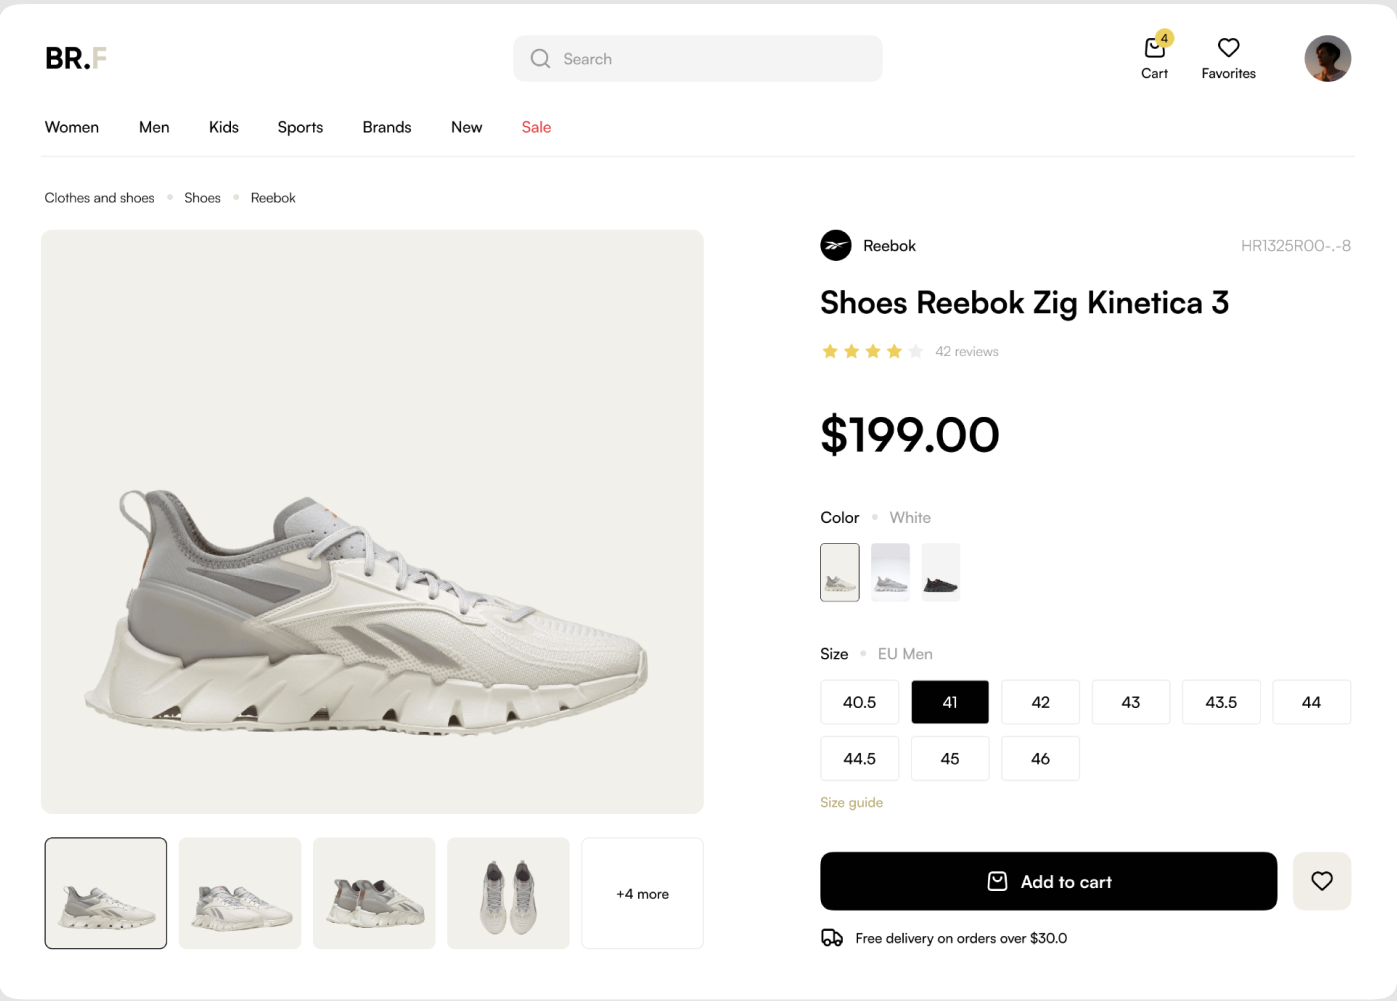 BR.F
Search
4
Cart
Favorites
Women Men Kids Sports Brands New Sale
Clothes and shoes Shoes Reebok
Reebok
HR1325R00-.-8
Shoes Reebok Zig Kinetica 3
42 reviews
$199.00
Color White
Size EU Men
40.5 41 42 43 43.5 44
44.5 45 46
Size guide
+4 more
Add to cart
Free delivery on orders over $30.0